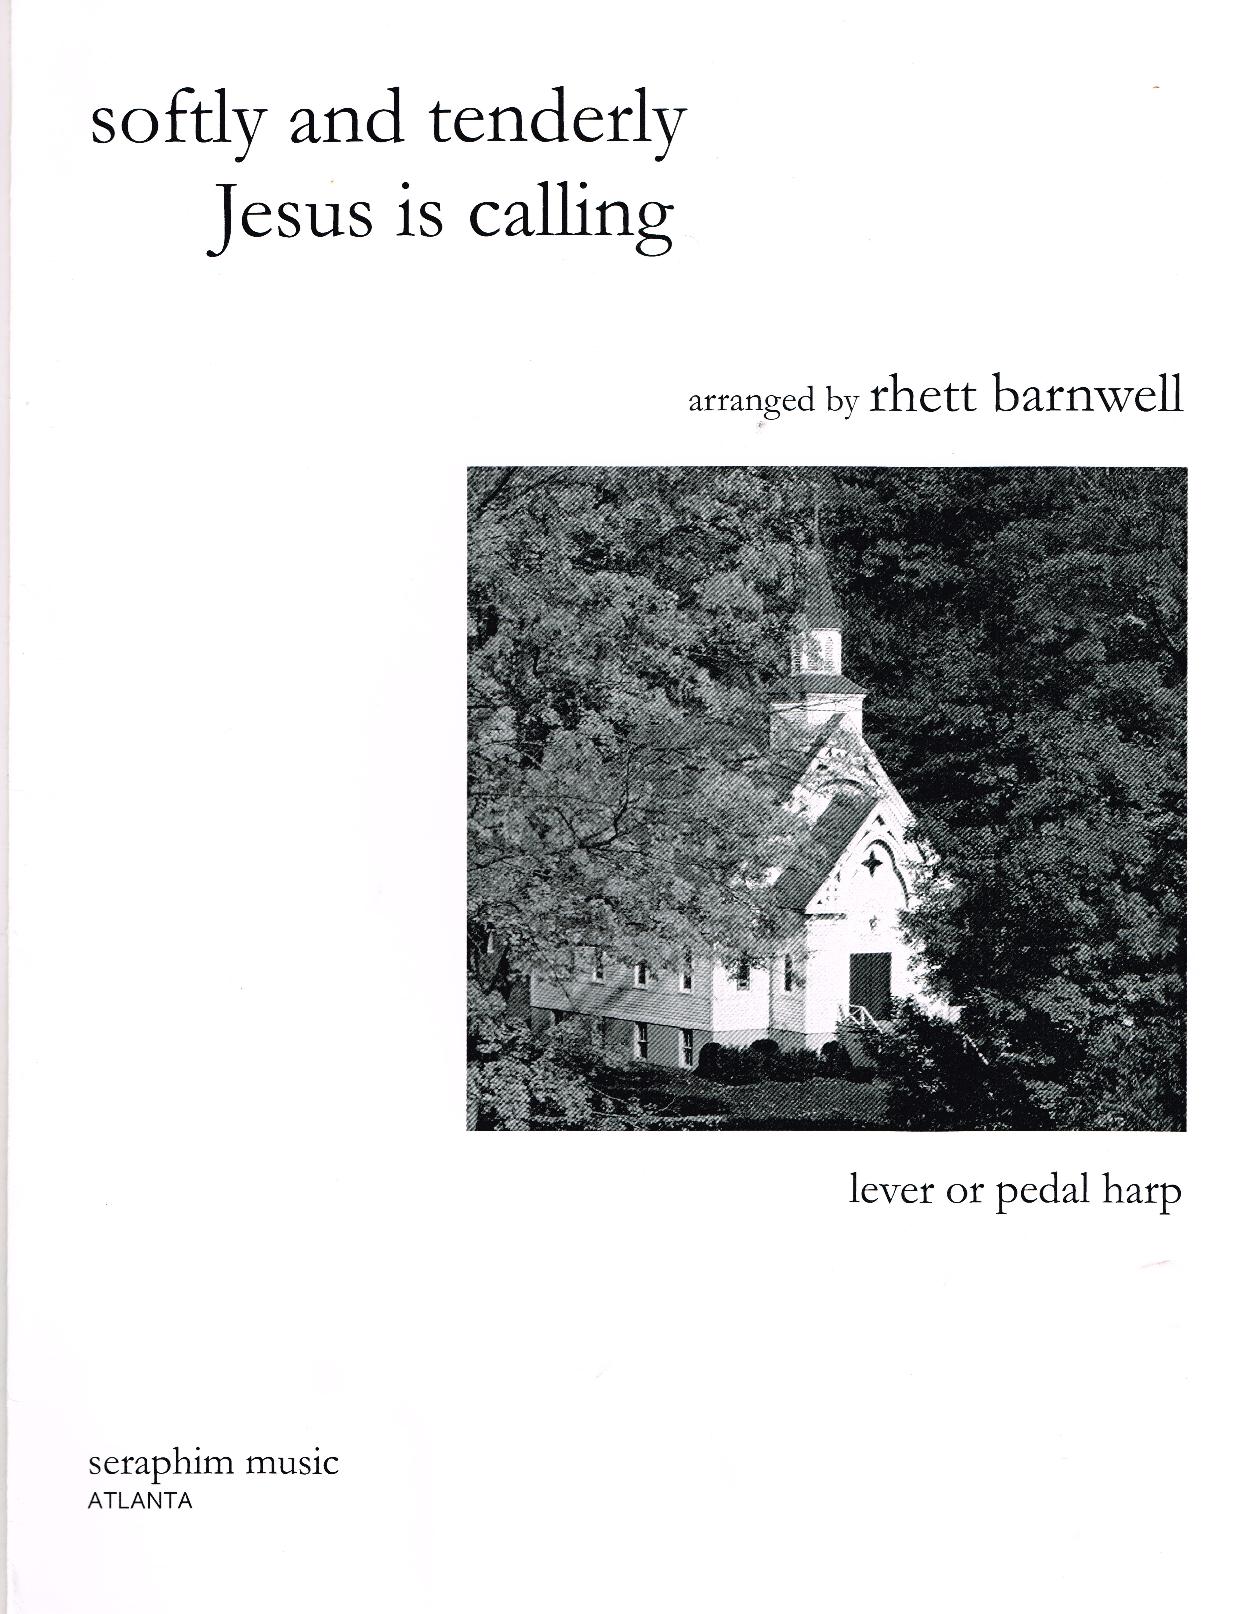 softly and tenderly
Jesus is calling
arranged by rhett barnwell
lever or pedal harp
seraphim music
ATLANTA